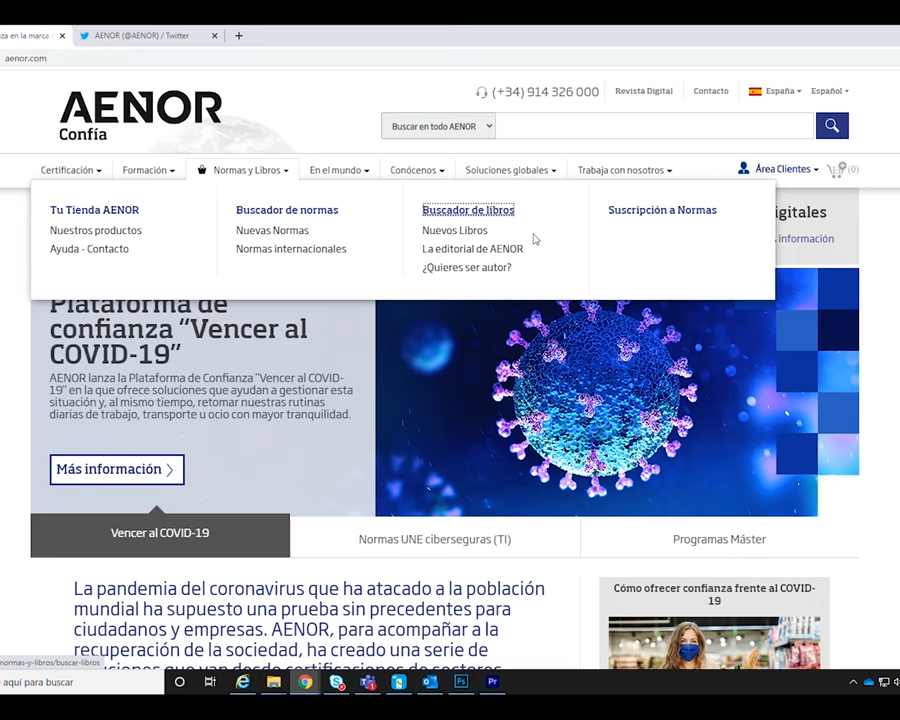 za en la marca
AENOR (@AENOR) / Twitter
aenor.com
(+34) 914 326 000
Revista Digital
Contacto
España
Español
AENOR
Confía
Buscar en todo AENOR
Certificación
Formación
Normas y Libros
En el mundo
Conócenos
Soluciones globales
Trabaja con nosotros
Área Clientes
(0)
Tu Tienda AENOR
Nuestros productos
Ayuda - Contacto
Buscador de normas
Nuevas Normas
Normas internacionales
Buscador de libros
Nuevos Libros
La editorial de AENOR
¿Quieres ser autor?
Suscripción a Normas
igitales
información
Plataforma de
confianza “Vencer al
COVID-19”
AENOR lanza la Plataforma de Confianza "Vencer al COVID-
19" en la que ofrece soluciones que ayudan a gestionar esta
situación y, al mismo tiempo, retomar nuestras rutinas
diarias de trabajo, transporte u ocio con mayor tranquilidad.
Más información
Vencer al COVID-19
Normas UNE ciberseguras (TI)
Programas Máster
La pandemia del coronavirus que ha atacado a la población
mundial ha supuesto una prueba sin precedentes para
ciudadanos y empresas. AENOR, para acompañar a la
recuperación de la sociedad, ha creado una serie de
Cómo ofrecer confianza frente al COVID-
19
normas-y-libros/buscar-libros
aquí para buscar